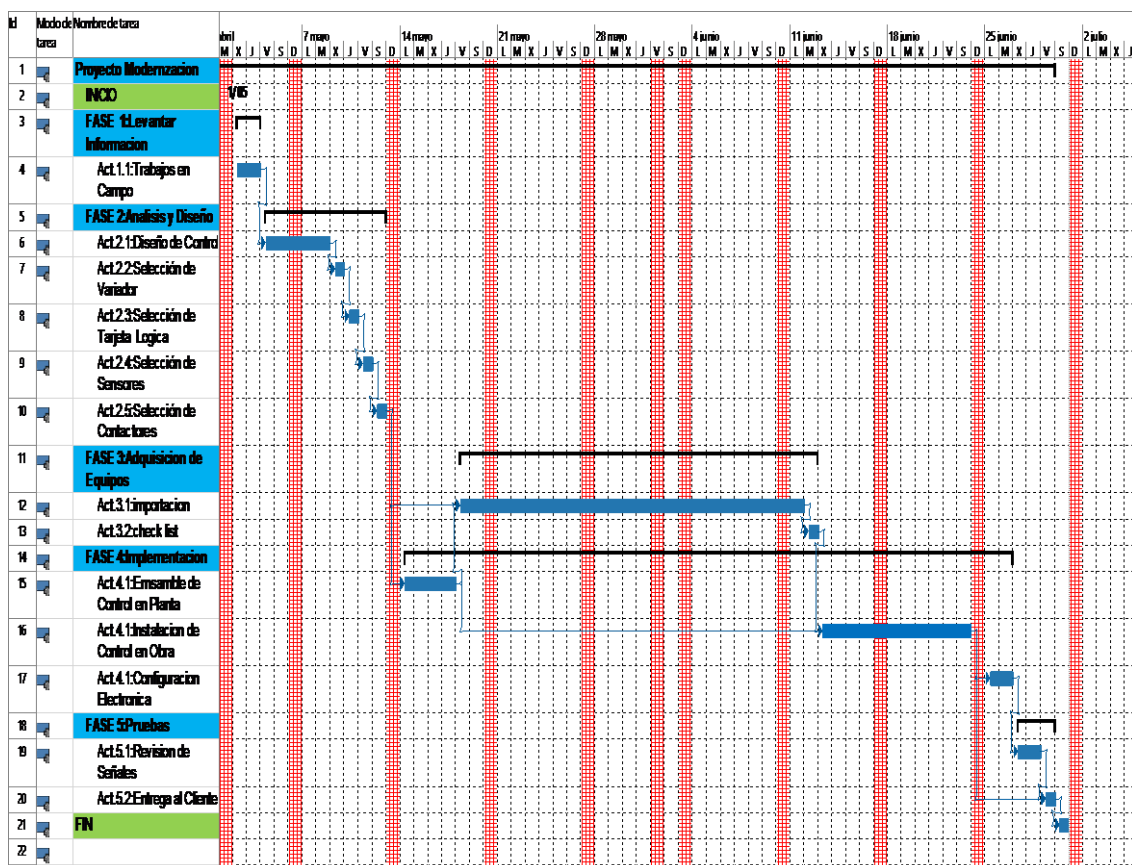 Id Modo de Nombre de tarea
tarea
bril 7 mayo 14 mayo 21 mayo 28 mayo 4 junio 11 junio 18 junio 25 junio 2 julio
M X J V S D L M X J V S D L M X J V S D L M X J V S D L M X J V S D L M X J V S D L M X J V S D L M X J V S D L M X J V S D L M X J
1 Proyecto Modernzacion
2 INICIO 1/05
3 FASE 1:Levantar
Informacion
4 Act.1.1:Trabajos en
Campo
5 FASE 2:Analisis y Diseño
6 Act.2.1:Diseño de Control
7 Act.2.2:Selección de
Variador
8 Act.2.3:Selección de
Tarjeta Logica
9 Act.2.4:Selección de
Sensores
10 Act.2.5:Selección de
Contactores
11 FASE 3:Adquisicion de
Equipos
12 Act.3.1:importacion
13 Act.3.2:check list
14 FASE 4:Implementacion
15 Act.4.1:Emsamble de
Control en Planta
16 Act.4.1:Instalacion de
Control en Obra
17 Act.4.1:Configuracion
Electronica
18 FASE 5:Pruebas
19 Act.5.1:Revision de
Señales
20 Act.5.2:Entrega al Cliente
21 FIN
22